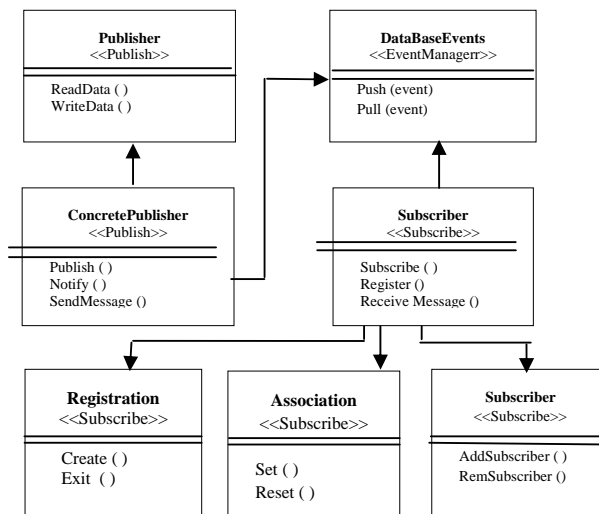 Publisher
<<Publish>>
ReadData ( )
WriteData ( )
DataBaseEvents
<<EventManagerr>>
Push (event)
Pull (event)
ConcretePublisher
<<Publish>>
Publish ( )
Notify ( )
SendMessage ()
Subscriber
<<Subscribe>>
Subscribe ( )
Register ()
Receive Message ()
Registration
<<Subscribe>>
Create ( )
Exit ( )
Association
<<Subscribe>>
Set ( )
Reset ( )
Subscriber
<<Subscribe>>
AddSubscriber ( )
RemSubscriber ( )